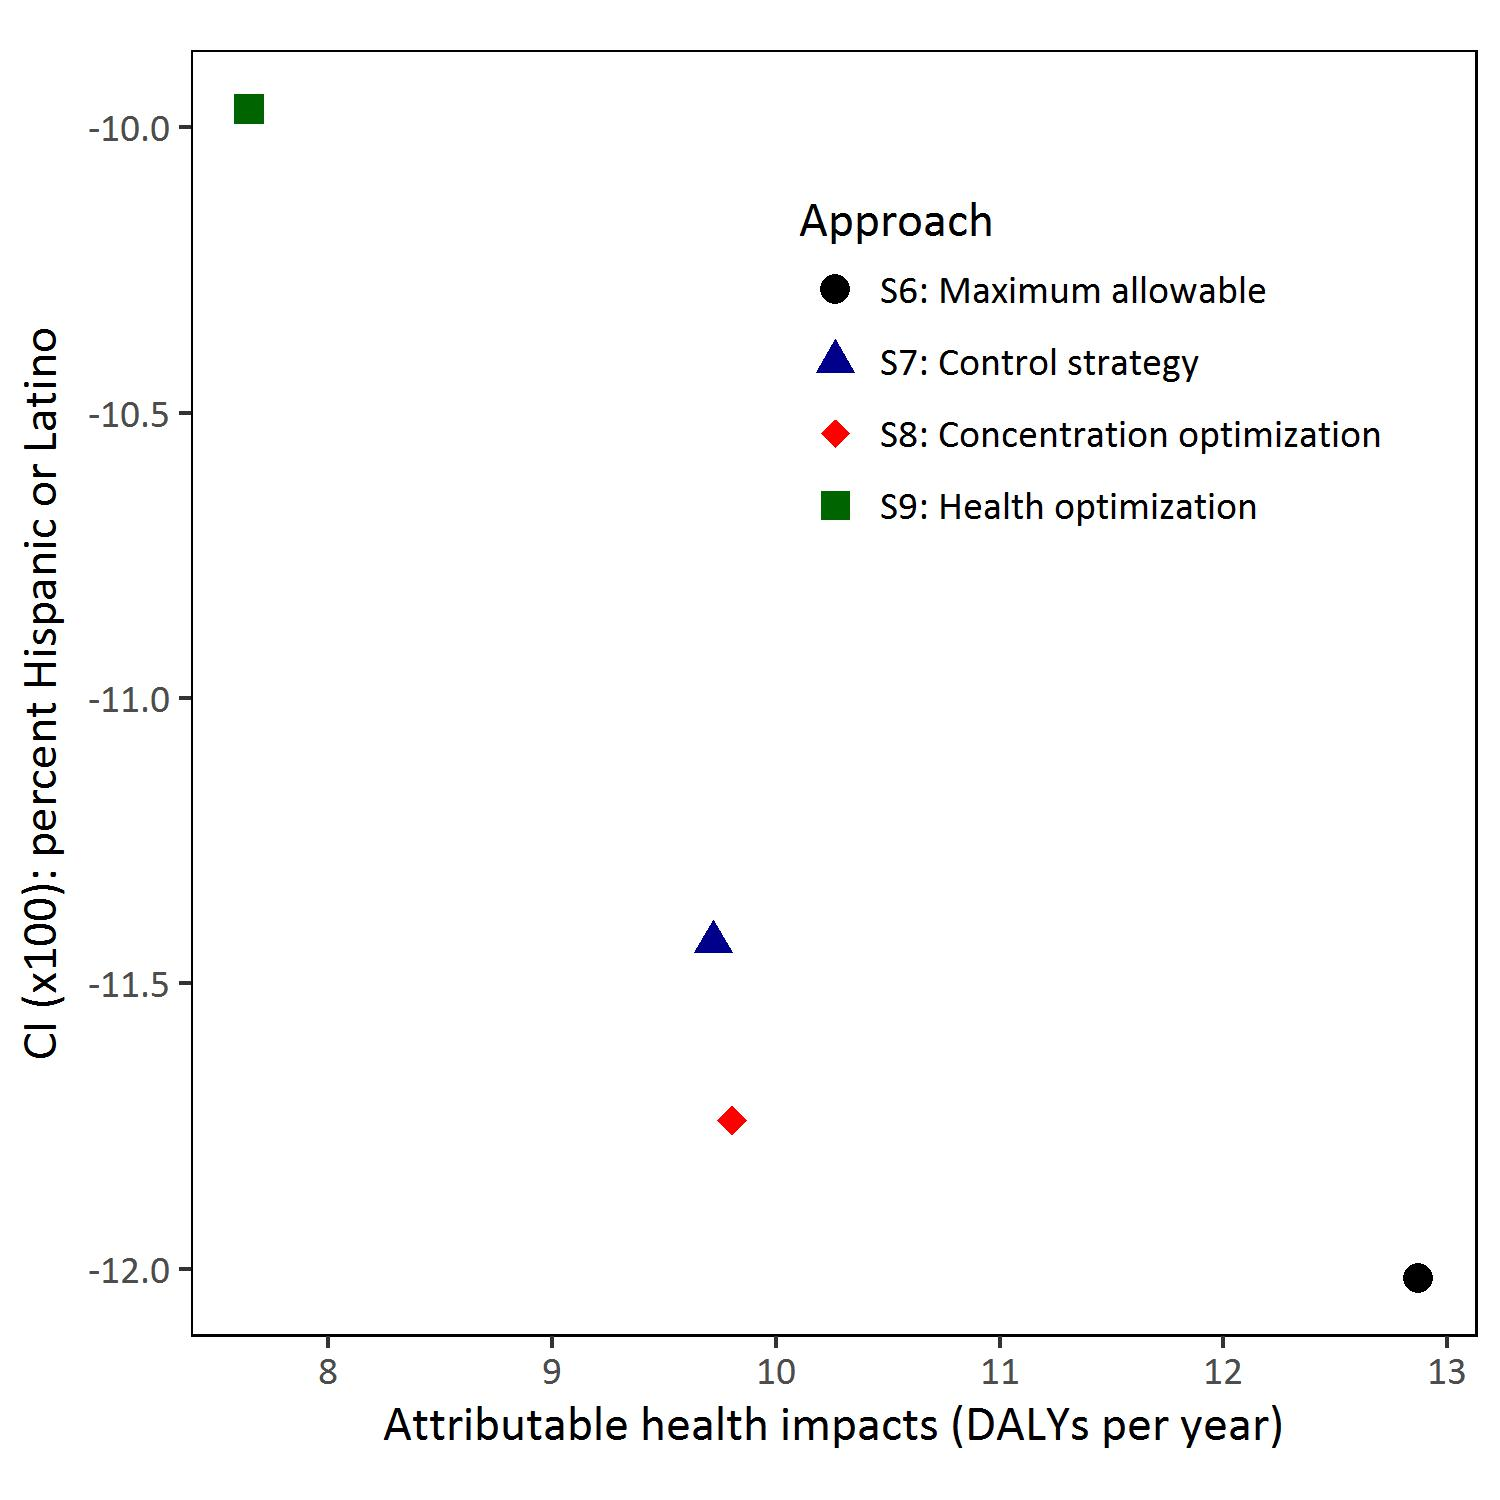 Approach
S6: Maximum allowable
S7: Control strategy
S8: Concentration optimization
S9: Health optimization
CI (x100): percent Hispanic or Latino
-10.0
-10.5
-11.0
-11.5
-12.0
8 9 10 11 12 13
Attributable health impacts (DALYs per year)